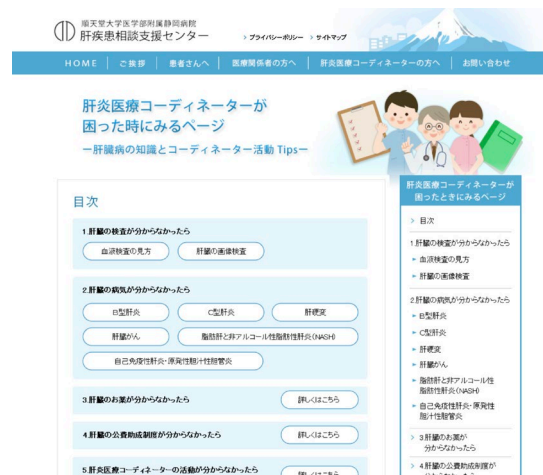 順天堂大学医学部附属静岡病院
肝疾患相談支援センター
> プライバシーポリシー > サイトマップ
HOME ご挨拶 患者さんへ 医療関係者の方へ 肝炎医療コーディネーターの方へ お問い合わせ
肝炎医療コーディネーターが
困った時にみるページ
ー肝臓病の知識とコーディネーター活動 Tipsー
目次
1.肝臓の検査が分からなかったら
血液検査の見方 肝臓の画像検査
2.肝臓の病気が分からなかったら
B型肝炎 C型肝炎 肝硬変
肝臓がん 脂肪肝と非アルコール性脂肪性肝炎(NASH)
自己免疫性肝炎・原発性胆汁性胆管炎
3.肝臓のお薬が分からなかったら 詳しくはこちら
4.肝臓の公費助成制度が分からなかったら 詳しくはこちら
5.肝炎医療コーディネーターの活動が分からなかったら 詳しくはこちら
肝炎医療コーディネーターが
困ったときにみるページ
> 目次
1.肝臓の検査が分からなかったら
血液検査の見方
肝臓の画像検査
2.肝臓の病気が分からなかったら
B型肝炎
C型肝炎
肝硬変
肝臓がん
脂肪肝と非アルコール性
脂肪性肝炎(NASH)
自己免疫性肝炎・原発性
胆汁性胆管炎
> 3.肝臓のお薬が
分からなかったら
> 4.肝臓の公費助成制度が
分からなかったら